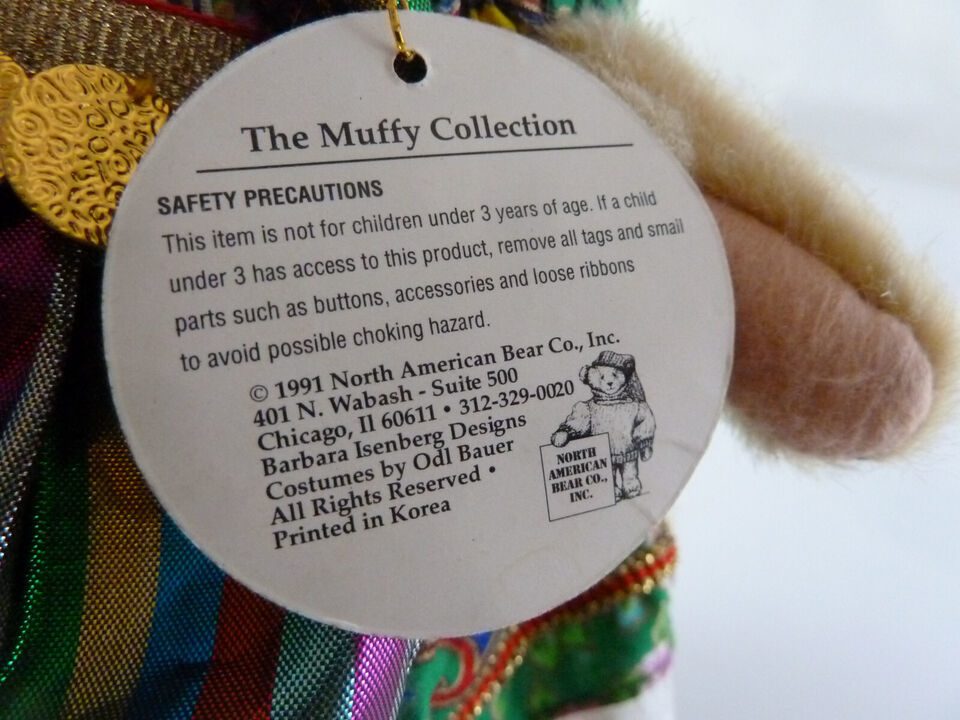 The Muffy Collection
SAFETY PRECAUTIONS
This item is not for children under 3 years of age. If a child
under 3 has access to this product, remove all tags and small
parts such as buttons, accessories and loose ribbons
to avoid possible choking hazard.
© 1991 North American Bear Co., Inc.
401 N. Wabash - Suite 500
Chicago, Il 60611 • 312-329-0020
Barbara Isenberg Designs
Costumes by Odl Bauer
All Rights Reserved •
Printed in Korea
NORTH
AMERICAN
BEAR CO.,
INC.